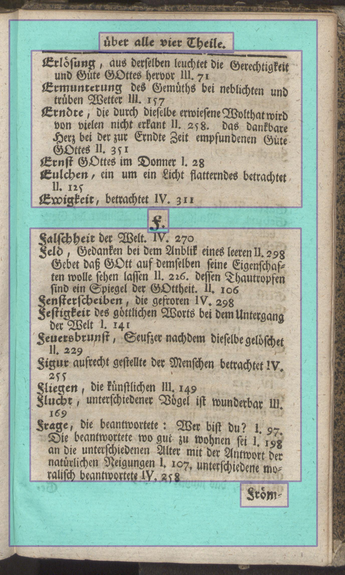 über alle vier Theile.
Erlösung, aus derselben leuchtet die Gerechtigkeit
und Güte GOttes hervor III. 71
Ermunterung des Gemüths bei neblichten und
trüben Wetter III. 157
Erndte, die durch dieselbe erwiesene Wolthat wird
von vielen nicht erkant II. 258. das dankbare
Herz bei der zur Erndte Zeit empfundenen Güte
GOttes II. 351
Ernst GOttes im Donner I. 28
Eulchen, ein um ein Licht flatterndes betrachtet
II. 125
Ewigkeit, betrachtet IV. 311
F.
Falschheit der Welt. IV. 270
Feld, Gedanken bei dem Anblik eines leeren II. 298
Gebet daß GOtt auf demselben seine Eigenschaf-
ten wolle sehen lassen II. 216. dessen Thautropfen
sind ein Spiegel der GOttheit. II. 106
Fensterscheiben, die gefroren IV. 298
Festigkeit des göttlichen Worts bei dem Untergang
der Welt I. 141
Feuersbrunst, Seufzer nachdem dieselbe gelöschet
II. 229
Figur aufrecht gestellte der Menschen betrachtet IV.
255
Fliegen, die künstlichen III. 149
Flucht, unterschiedener Vögel ist wunderbar III.
169
Frage, die beantwortete: Wer bist du? I. 97.
Die beantwortete wo gut zu wohnen sei I. 198
an die unterschiedenen Alter mit der Antwort der
natürlichen Neigungen I. 107. unterschiedene mo-
ralisch beantwortete IV. 258
Fröm-